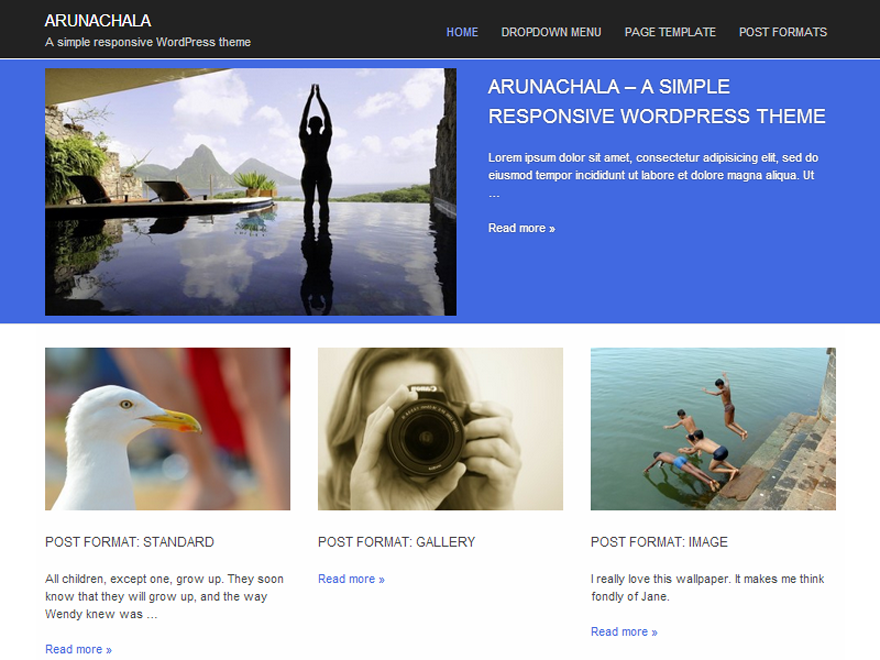 ARUNACHALA
A simple responsive WordPress theme
HOME DROPDOWN MENU PAGE TEMPLATE POST FORMATS
ARUNACHALA – A SIMPLE
RESPONSIVE WORDPRESS THEME
Lorem ipsum dolor sit amet, consectetur adipisicing elit, sed do
eiusmod tempor incididunt ut labore et dolore magna aliqua. Ut
…
Read more »
Canon
POST FORMAT: STANDARD
All children, except one, grow up. They soon
know that they will grow up, and the way
Wendy knew was …
Read more »
POST FORMAT: GALLERY
Read more »
POST FORMAT: IMAGE
I really love this wallpaper. It makes me think
fondly of Jane.
Read more »